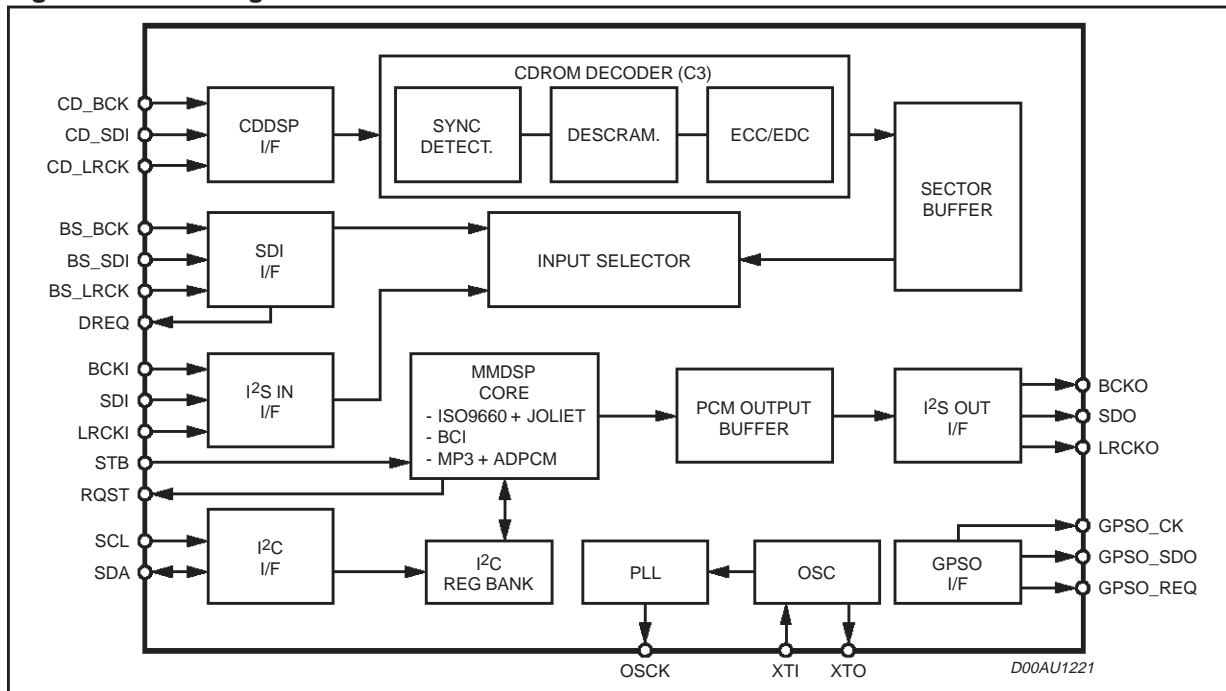 CDROM DECODER (C3)
CD_BCK
CD_SDI
CD_LRCK
CDDSP
I/F
SYNC
DETECT.
DESCRAM.
ECC/EDC
SECTOR
BUFFER
BS_BCK
BS_SDI
BS_LRCK
DREQ
SDI
I/F
INPUT SELECTOR
BCKI
SDI
LRCKI
STB
RQST
I²S IN
I/F
MMDSP
CORE
- ISO9660 + JOLIET
- BCI
- MP3 + ADPCM
PCM OUTPUT
BUFFER
I²S OUT
I/F
BCKO
SDO
LRCKO
SCL
SDA
I²C
I/F
I²C
REG BANK
PLL
OSC
GPSO
I/F
GPSO_CK
GPSO_SDO
GPSO_REQ
OSCK
XTI
XTO
D00AU1221